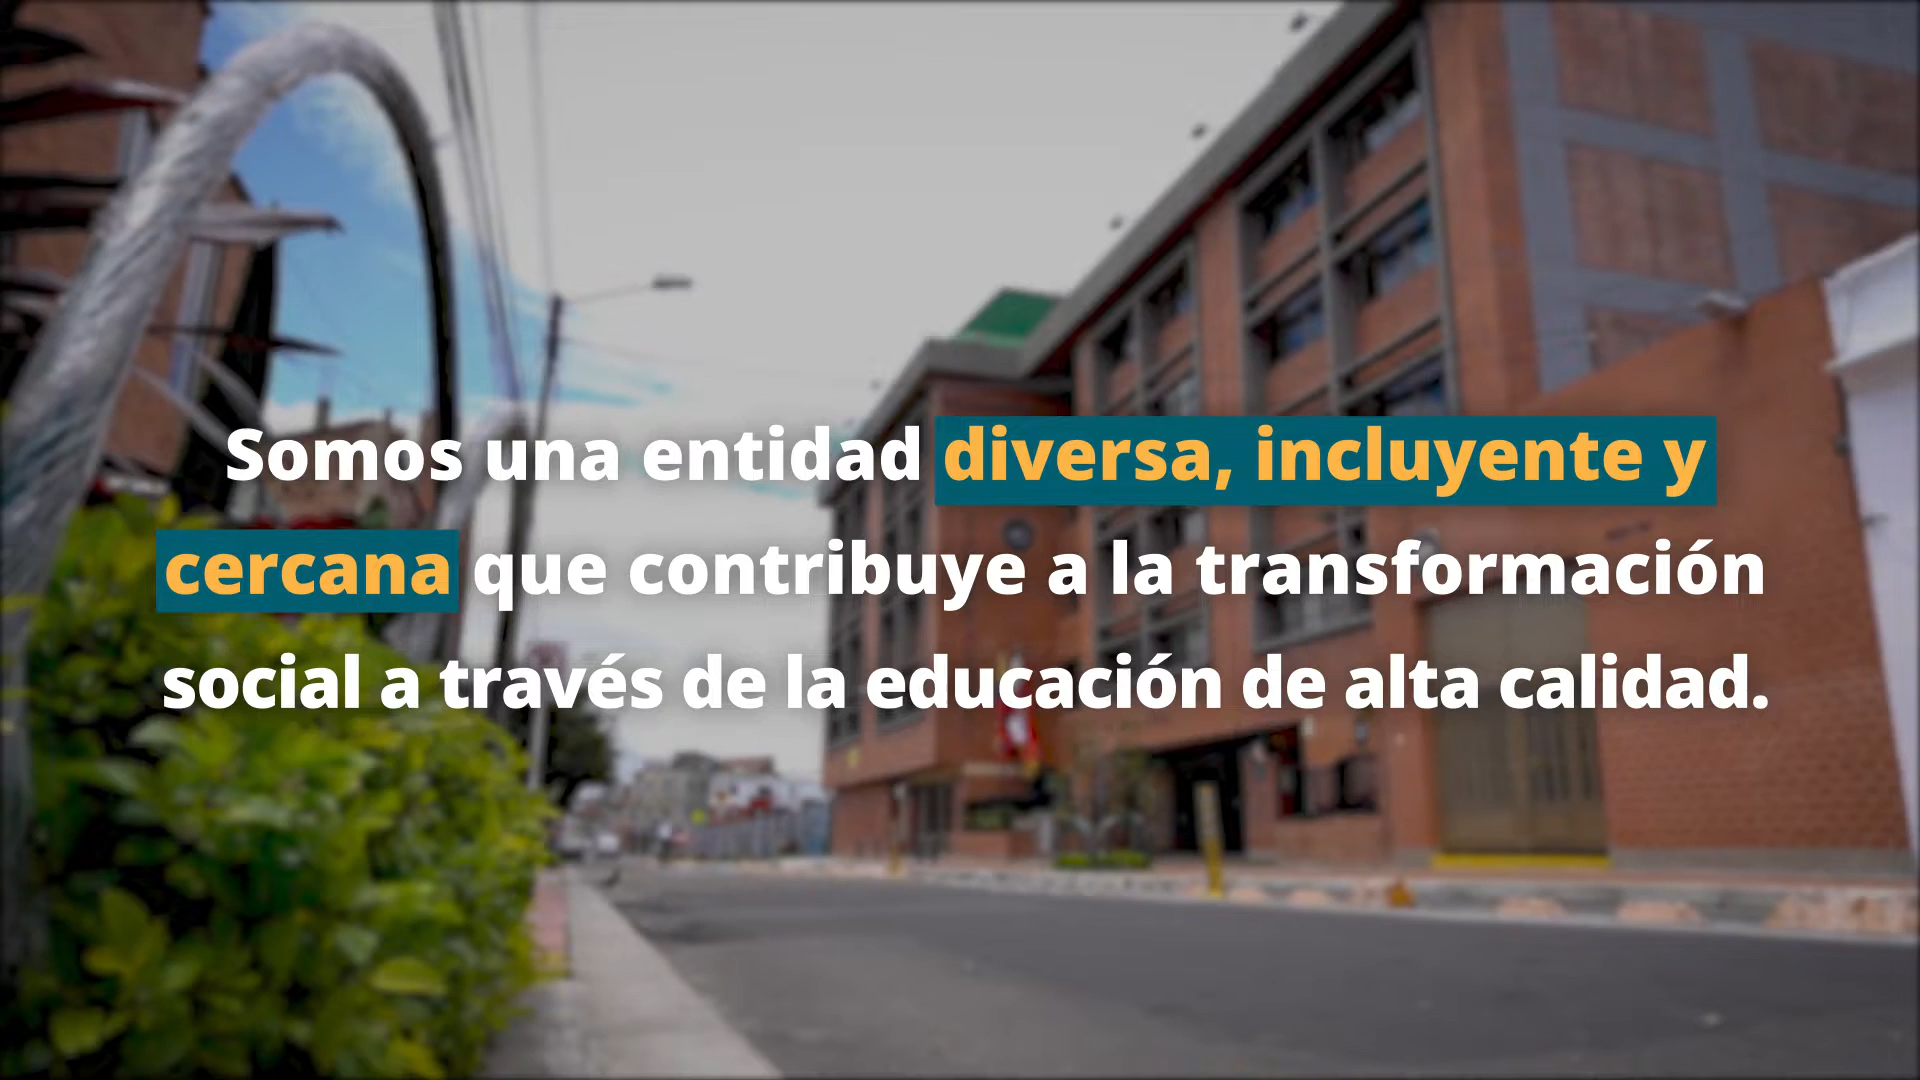 Somos una entidad diversa, incluyente y
cercana que contribuye a la transformación
social a través de la educación de alta calidad.